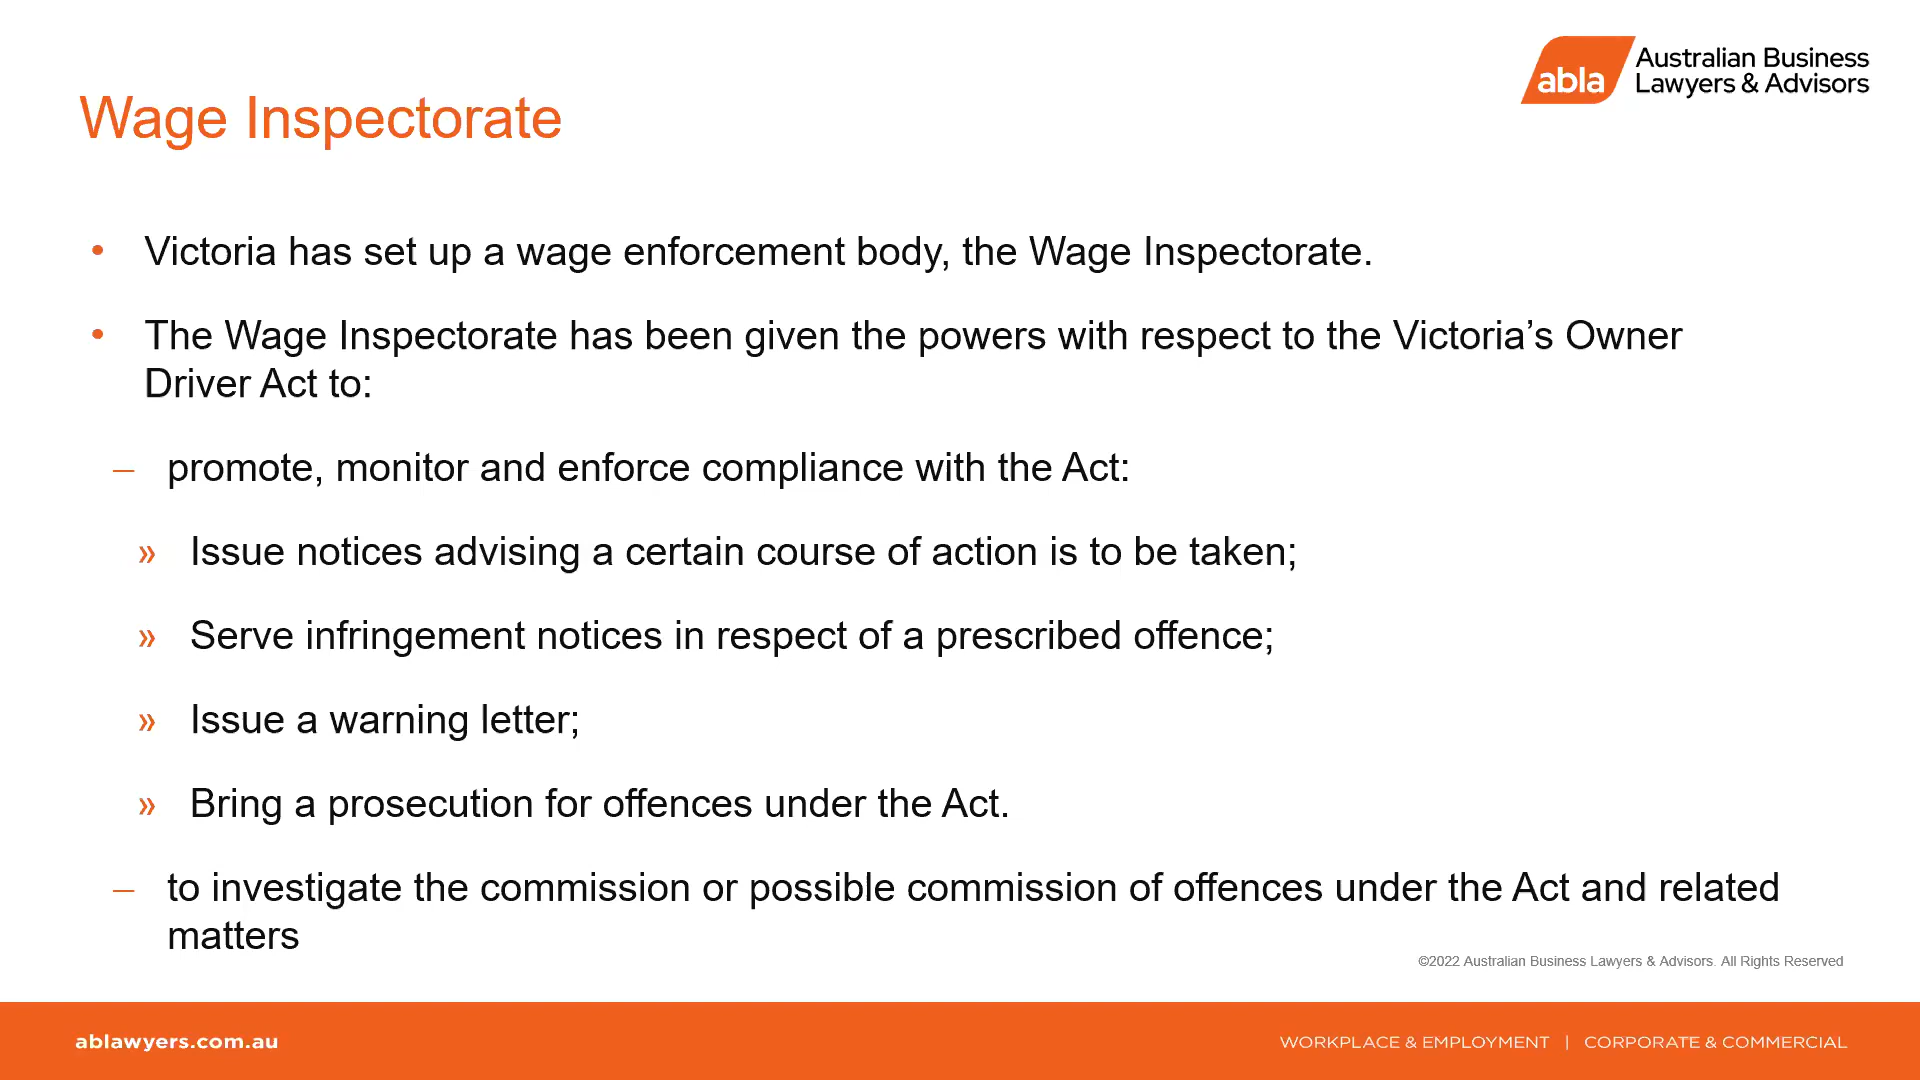 abla
Australian Business
Lawyers & Advisors
Wage Inspectorate
• Victoria has set up a wage enforcement body, the Wage Inspectorate.
• The Wage Inspectorate has been given the powers with respect to the Victoria’s Owner
Driver Act to:
– promote, monitor and enforce compliance with the Act:
» Issue notices advising a certain course of action is to be taken;
» Serve infringement notices in respect of a prescribed offence;
» Issue a warning letter;
» Bring a prosecution for offences under the Act.
– to investigate the commission or possible commission of offences under the Act and related
matters
©2022 Australian Business Lawyers & Advisors. All Rights Reserved
ablawyers.com.au
WORKPLACE & EMPLOYMENT | CORPORATE & COMMERCIAL